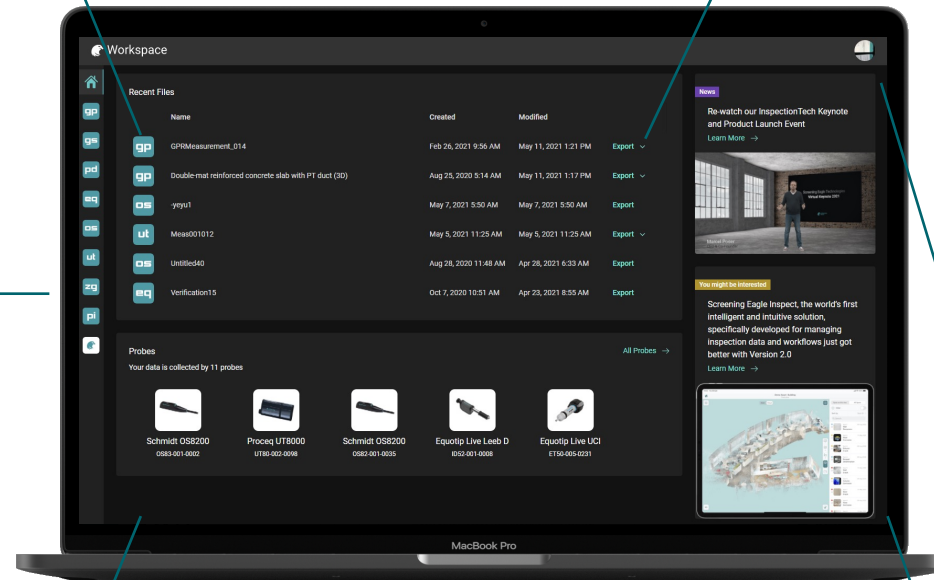 Workspace
Recent Files
Name Created Modified
gp gp GPRMeasurement_014 Feb 26, 2021 9:56 AM May 11, 2021 1:21 PM Export
gs gp Double-mat reinforced concrete slab with PT duct (3D) Aug 25, 2020 5:14 AM May 11, 2021 1:17 PM Export
pd os -yeyu1 May 7, 2021 5:50 AM May 7, 2021 5:50 AM Export
eq ut Meas001012 May 5, 2021 11:25 AM May 5, 2021 11:25 AM Export
os os Untitled40 Aug 28, 2020 11:48 AM Apr 28, 2021 6:33 AM Export
ut eq Verification15 Oct 7, 2020 10:51 AM Apr 23, 2021 8:55 AM Export
zg
pi
Probes All Probes →
Your data is collected by 11 probes
Schmidt OS8200 Proceq UT8000 Schmidt OS8200 Equotip Live Leeb D Equotip Live UCI
OS83-001-0002 UT80-002-0098 OS82-001-0035 ID52-001-0008 ET50-005-0231
News
Re-watch our InspectionTech Keynote
and Product Launch Event
Learn More →
You might be interested
Screening Eagle Inspect, the world's first
intelligent and intuitive solution,
specifically developed for managing
inspection data and workflows just got
better with Version 2.0
Learn More →
MacBook Pro